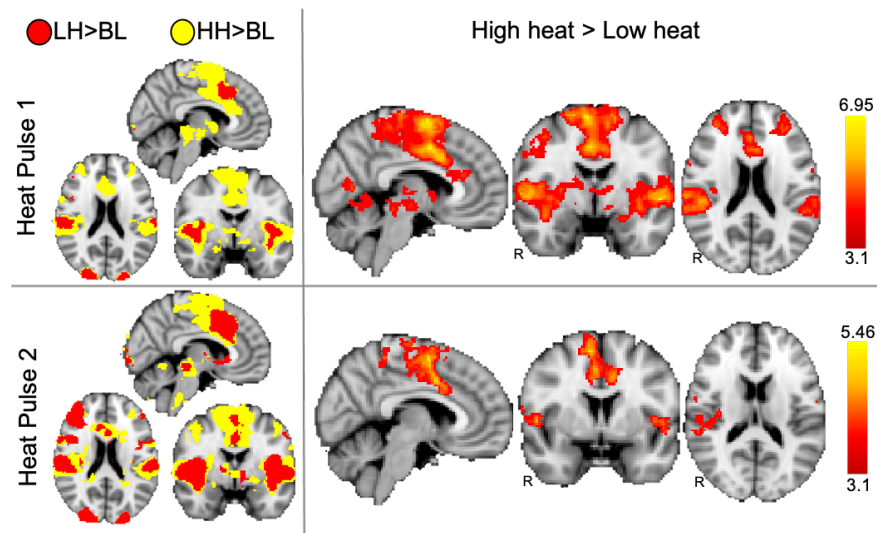 LH>BL
HH>BL
High heat > Low heat
Heat Pulse 1
6.95
3.1
R
R
Heat Pulse 2
5.46
3.1
R
R